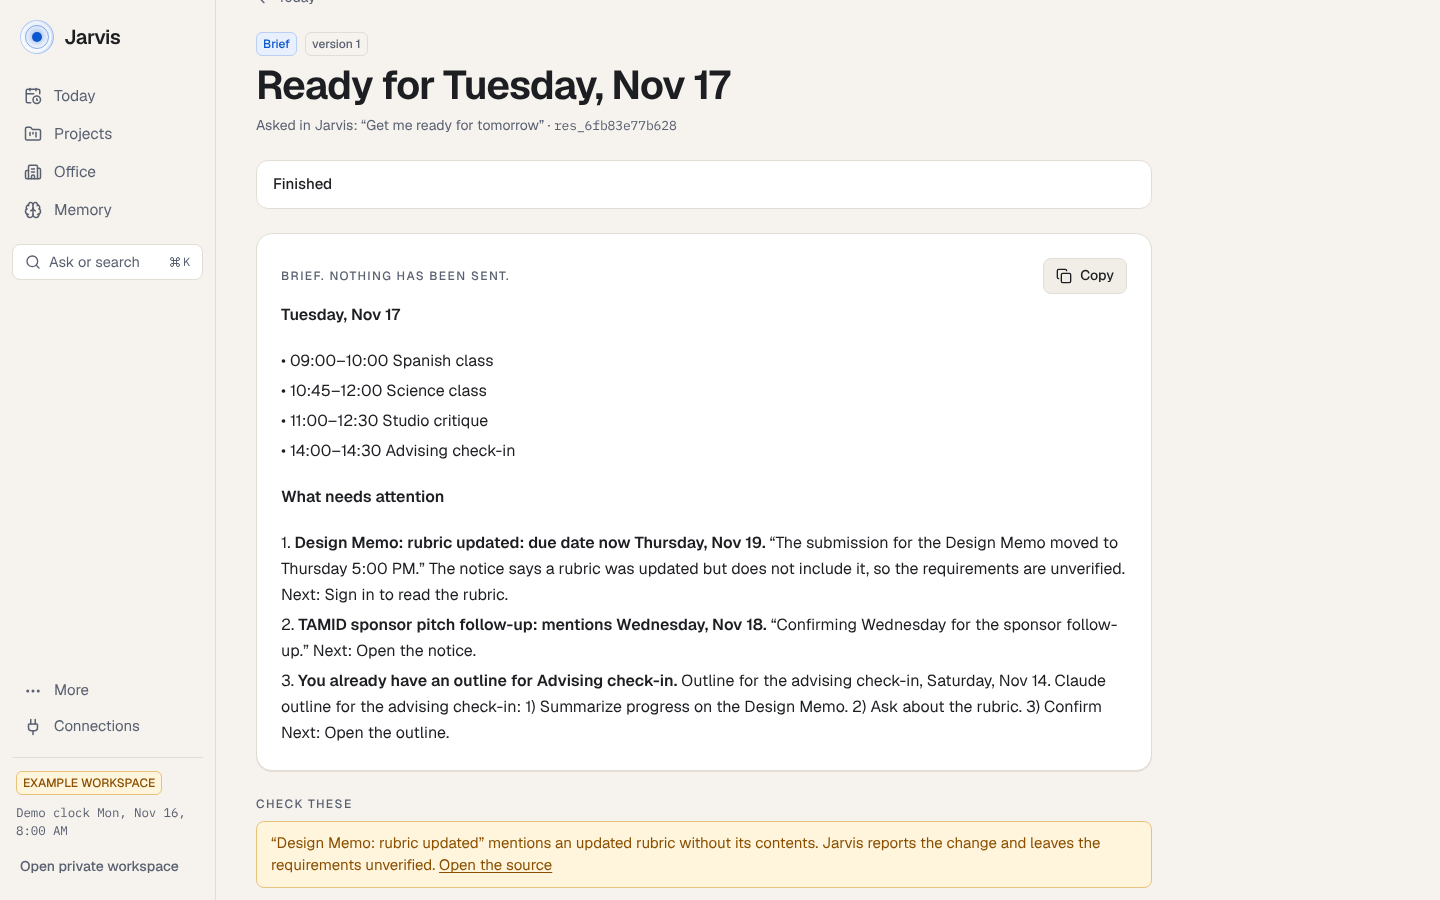 Jarvis
Today
Projects
Office
Memory
Ask or search ⌘ K
More
Connections
EXAMPLE WORKSPACE
Demo clock Mon, Nov 16,
8:00 AM
Open private workspace
Brief version 1
Ready for Tuesday, Nov 17
Asked in Jarvis: “Get me ready for tomorrow” · res_6fb83e77b628
Finished
BRIEF. NOTHING HAS BEEN SENT.
Copy
Tuesday, Nov 17
• 09:00–10:00 Spanish class
• 10:45–12:00 Science class
• 11:00–12:30 Studio critique
• 14:00–14:30 Advising check-in
What needs attention
1. Design Memo: rubric updated: due date now Thursday, Nov 19. “The submission for the Design Memo moved to
Thursday 5:00 PM.” The notice says a rubric was updated but does not include it, so the requirements are unverified.
Next: Sign in to read the rubric.
2. TAMID sponsor pitch follow-up: mentions Wednesday, Nov 18. “Confirming Wednesday for the sponsor follow-
up.” Next: Open the notice.
3. You already have an outline for Advising check-in. Outline for the advising check-in, Saturday, Nov 14. Claude
outline for the advising check-in: 1) Summarize progress on the Design Memo. 2) Ask about the rubric. 3) Confirm
Next: Open the outline.
CHECK THESE
“Design Memo: rubric updated” mentions an updated rubric without its contents. Jarvis reports the change and leaves the
requirements unverified. Open the source